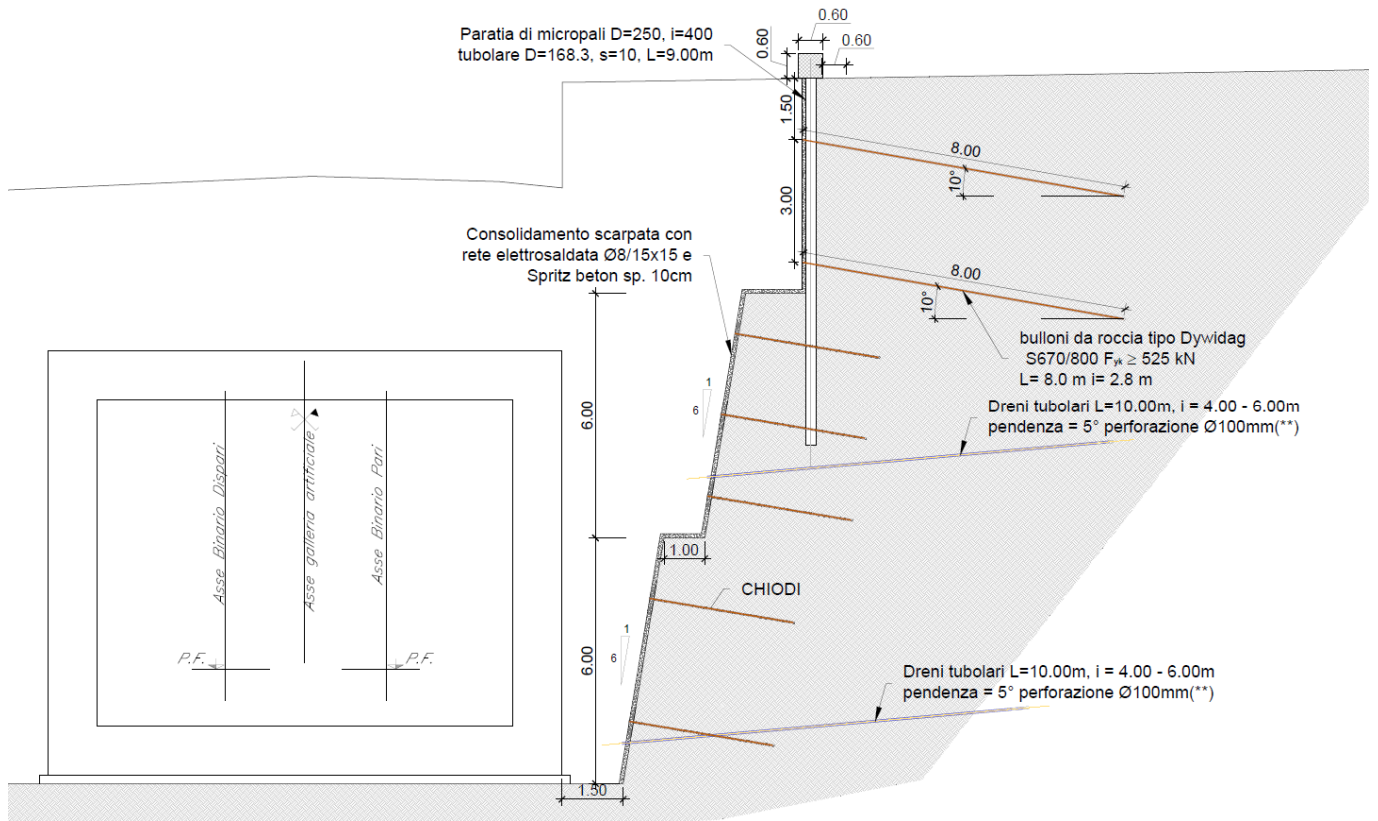 0.60
Paratia di micropali D=250, i=400
tubolare D=168.3, s=10, L=9.00m
0.60
0.60
1.50
8.00
10°
3.00
Consolidamento scarpata con
rete elettrosaldata Ø8/15x15 e
Spritz beton sp. 10cm
8.00
10°
bulloni da roccia tipo Dywidag
S670/800 Fyk ≥ 525 kN
L= 8.0 m i= 2.8 m
1
6
6.00
Dreni tubolari L=10.00m, i = 4.00 - 6.00m
pendenza = 5° perforazione Ø100mm(**)
Asse Binario Dispari
Asse galleria artificiale
Asse Binario Pari
1.00
CHIODI
1
6
6.00
P.F.
P.F.
Dreni tubolari L=10.00m, i = 4.00 - 6.00m
pendenza = 5° perforazione Ø100mm(**)
1.50